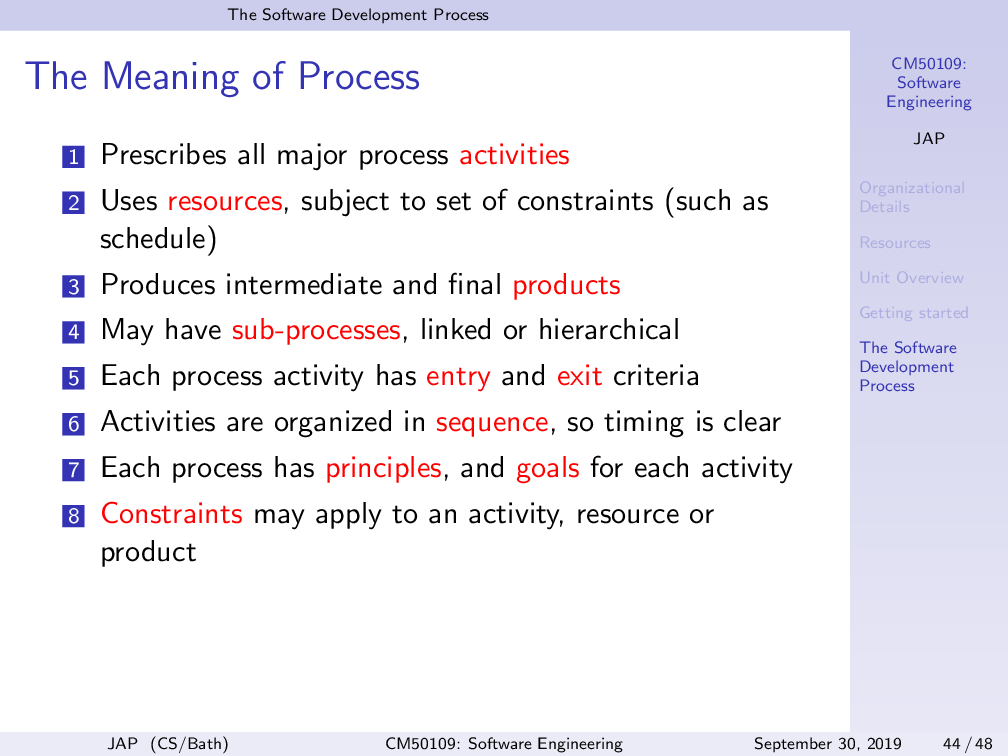 The Software Development Process
The Meaning of Process
1 Prescribes all major process activities
2 Uses resources, subject to set of constraints (such as
schedule)
3 Produces intermediate and final products
4 May have sub-processes, linked or hierarchical
5 Each process activity has entry and exit criteria
6 Activities are organized in sequence, so timing is clear
7 Each process has principles, and goals for each activity
8 Constraints may apply to an activity, resource or
product
CM50109:
Software
Engineering
JAP
Organizational
Details
Resources
Unit Overview
Getting started
The Software
Development
Process
JAP (CS/Bath)
CM50109: Software Engineering
September 30, 2019
44 / 48